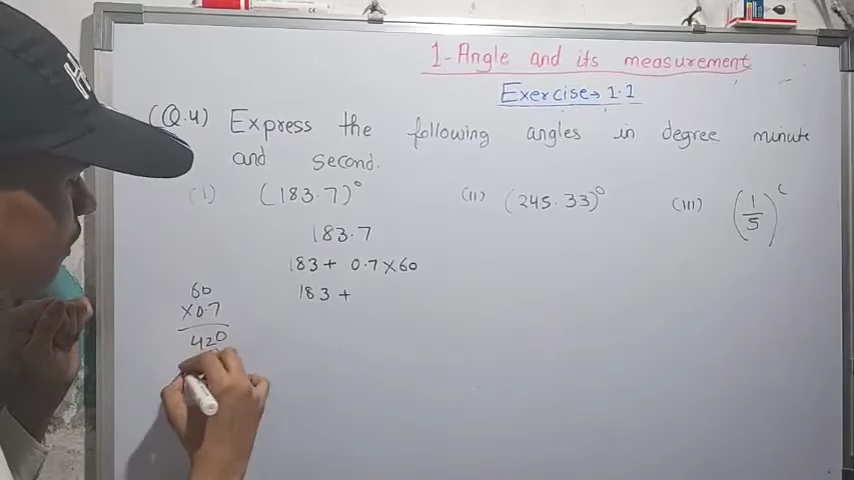 1-Angle and its measurement
Exercise→ 1.1
(Q.4) Express the following angles in degree minute
and second.
(i) (183.7)° (ii) (245.33)° (iii) (1/5)ᶜ
183.7
183+ 0.7×60
183 +
60
×0.7
420